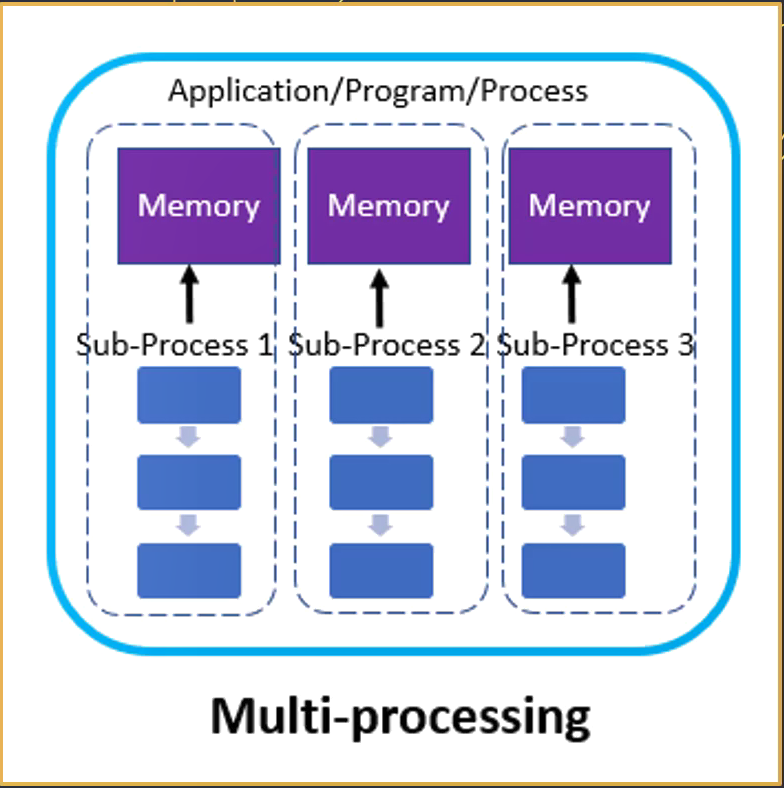 Application/Program/Process
Memory
Memory
Memory
Sub-Process 1
Sub-Process 2
Sub-Process 3
Multi-processing